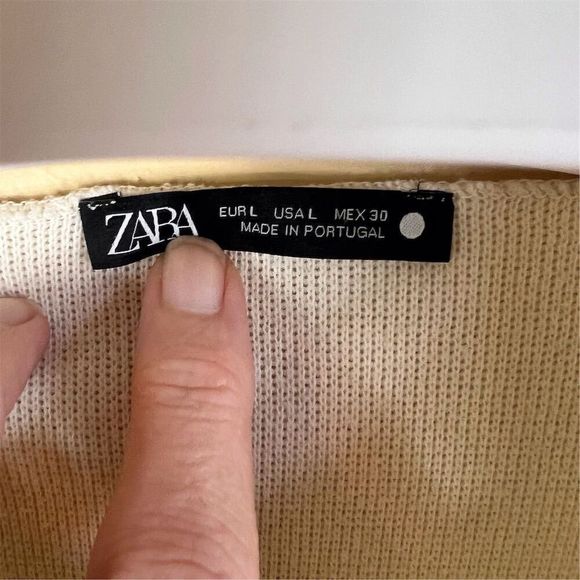 ZARA EUR L USA L MEX 30
MADE IN PORTUGAL